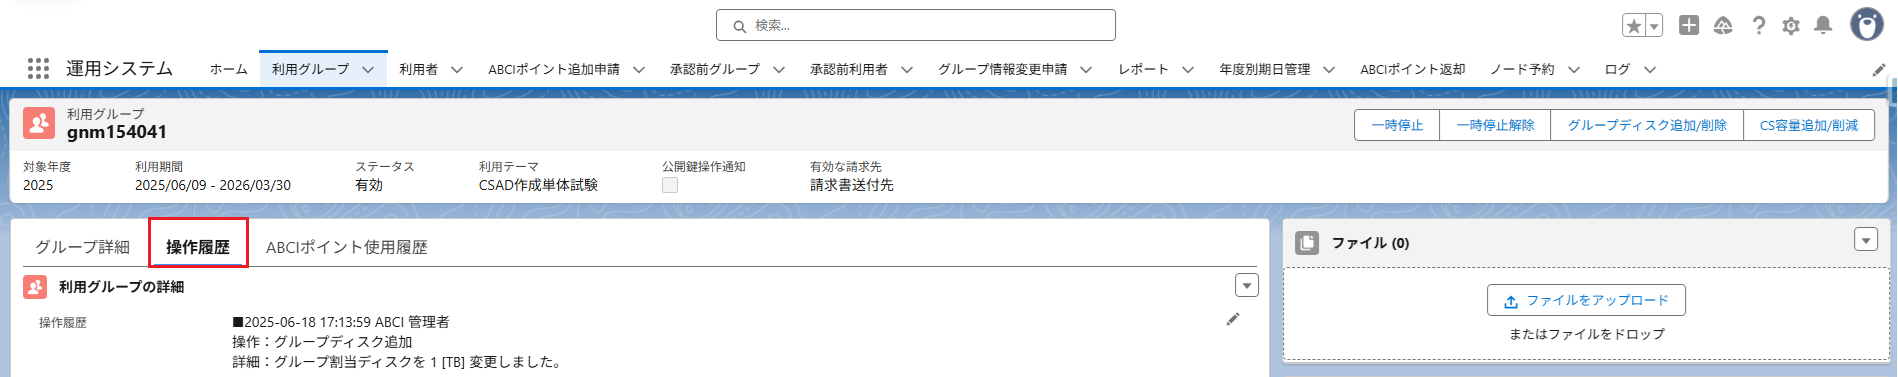 検索...
運用システム
ホーム 利用グループ 利用者 ABCIポイント追加申請 承認前グループ 承認前利用者 グループ情報変更申請 レポート 年度別期日管理 ABCIポイント返却 ノード予約 ログ
利用グループ
gnm154041
一時停止 一時停止解除 グループディスク追加/削除 CS容量追加/削減
対象年度 利用期間 ステータス 利用テーマ 公開鍵操作通知 有効な請求先
2025 2025/06/09 - 2026/03/30 有効 CSAD作成単体試験 請求書送付先
グループ詳細 操作履歴 ABCIポイント使用履歴
利用グループの詳細
操作履歴
■2025-06-18 17:13:59 ABCI 管理者
操作：グループディスク追加
詳細：グループ割当ディスクを 1 [TB] 変更しました。
ファイル (0)
ファイルをアップロード
またはファイルをドロップ